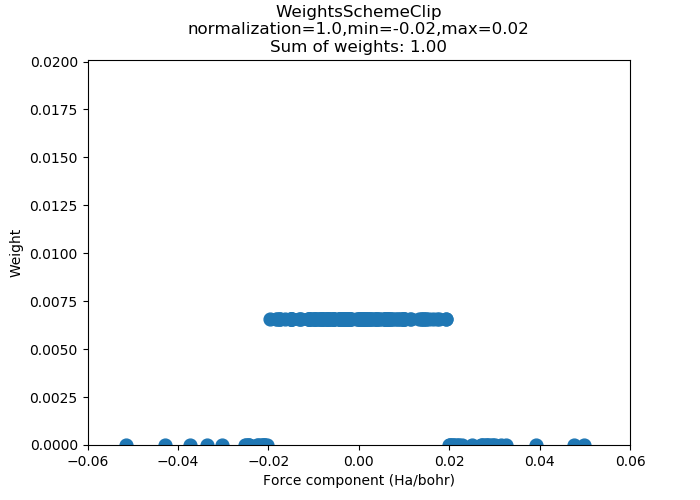 WeightsSchemeClip
normalization=1.0,min=-0.02,max=0.02
Sum of weights: 1.00
0.0200
0.0175
0.0150
0.0125
0.0100
0.0075
0.0050
0.0025
0.0000
Weight
−0.06 −0.04 −0.02 0.00 0.02 0.04 0.06
Force component (Ha/bohr)